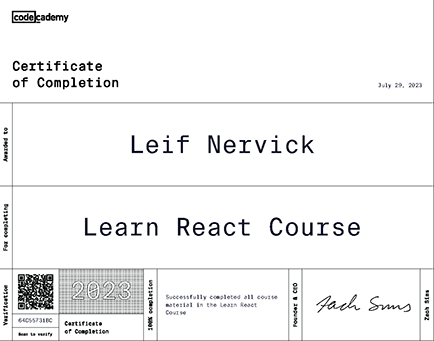 codecademy
Certificate
of Completion
July 29, 2023
Awarded to
Leif Nervick
For completing
Learn React Course
Verification
Scan to verify
2023
Certificate
of Completion
100% completion
Successfully completed all course
material in the Learn React
Course
Founder & CEO
Zach Sims
Zach Sims